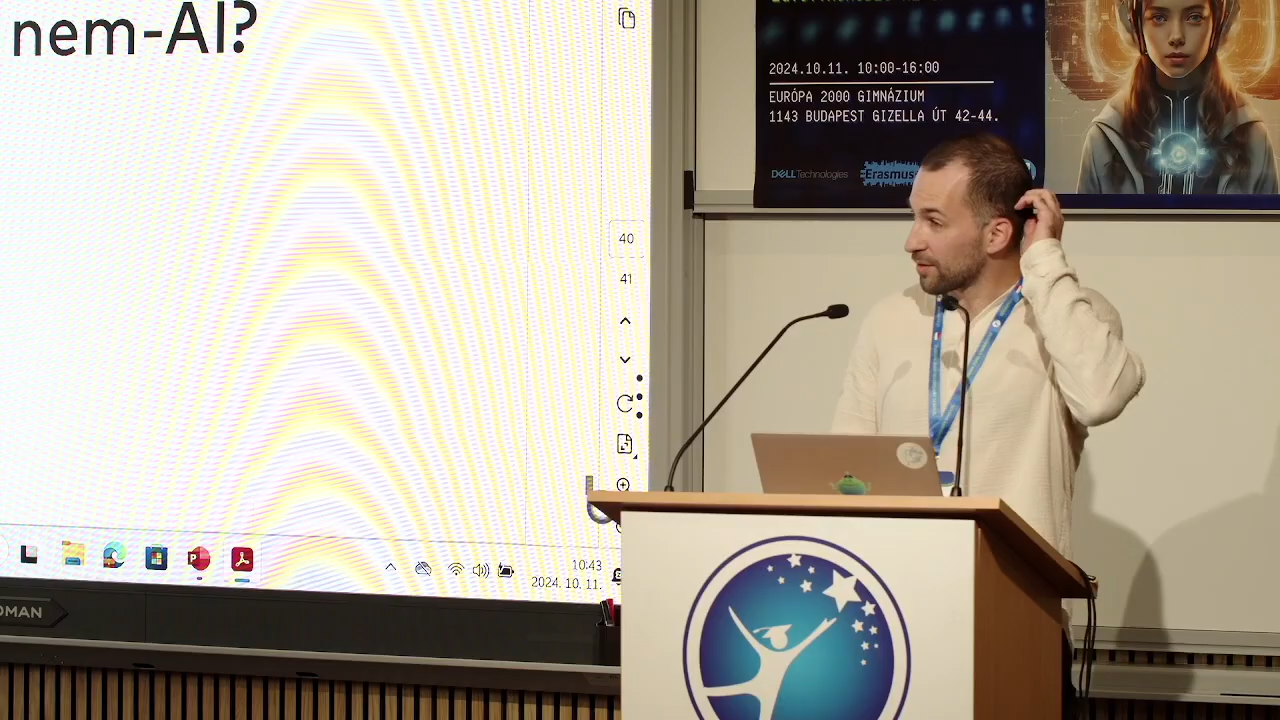 nem-AI?
40
41
10:43
2024. 10. 11.
OMAN
2024.10.11. 10:00-16:00
EURÓPA 2000 GIMNÁZIUM
1143 BUDAPEST GIZELLA ÚT 42-44.
DELL Technologies
Erasmus